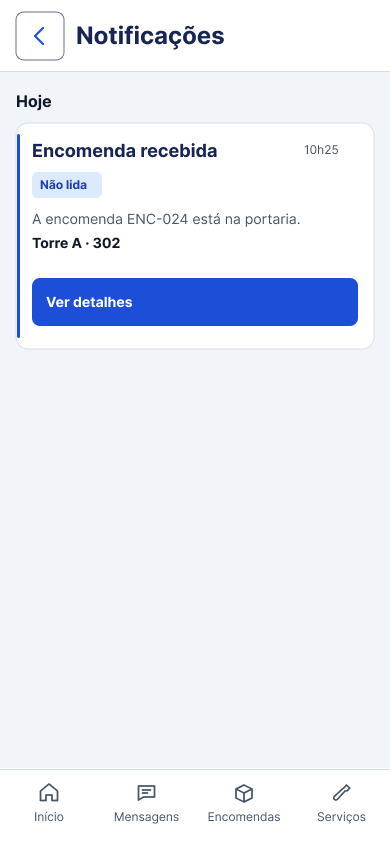 Notificações
Hoje
Encomenda recebida
10h25
Não lida
A encomenda ENC-024 está na portaria.
Torre A · 302
Ver detalhes
Início
Mensagens
Encomendas
Serviços